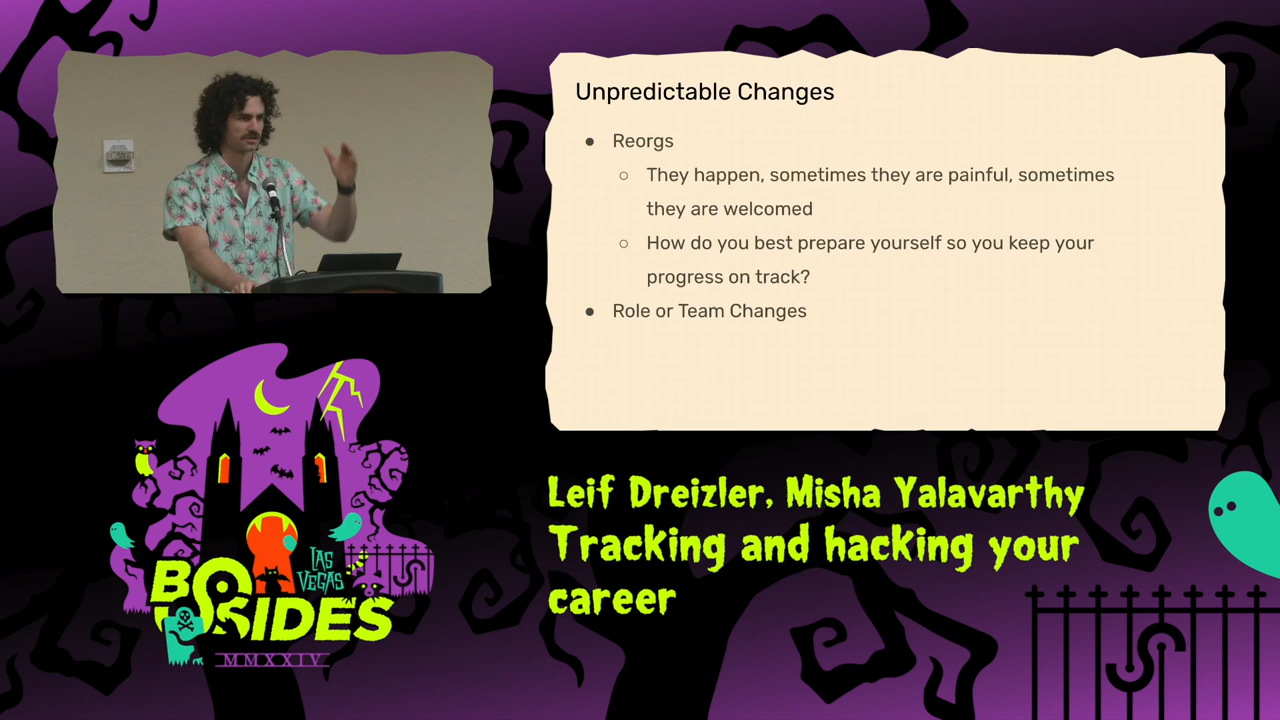 Unpredictable Changes
● Reorgs
○ They happen, sometimes they are painful, sometimes
they are welcomed
○ How do you best prepare yourself so you keep your
progress on track?
● Role or Team Changes
LAS
VEGAS
BSIDES
MMXXIV
Leif Dreizler, Misha Yalavarthy
Tracking and hacking your
career